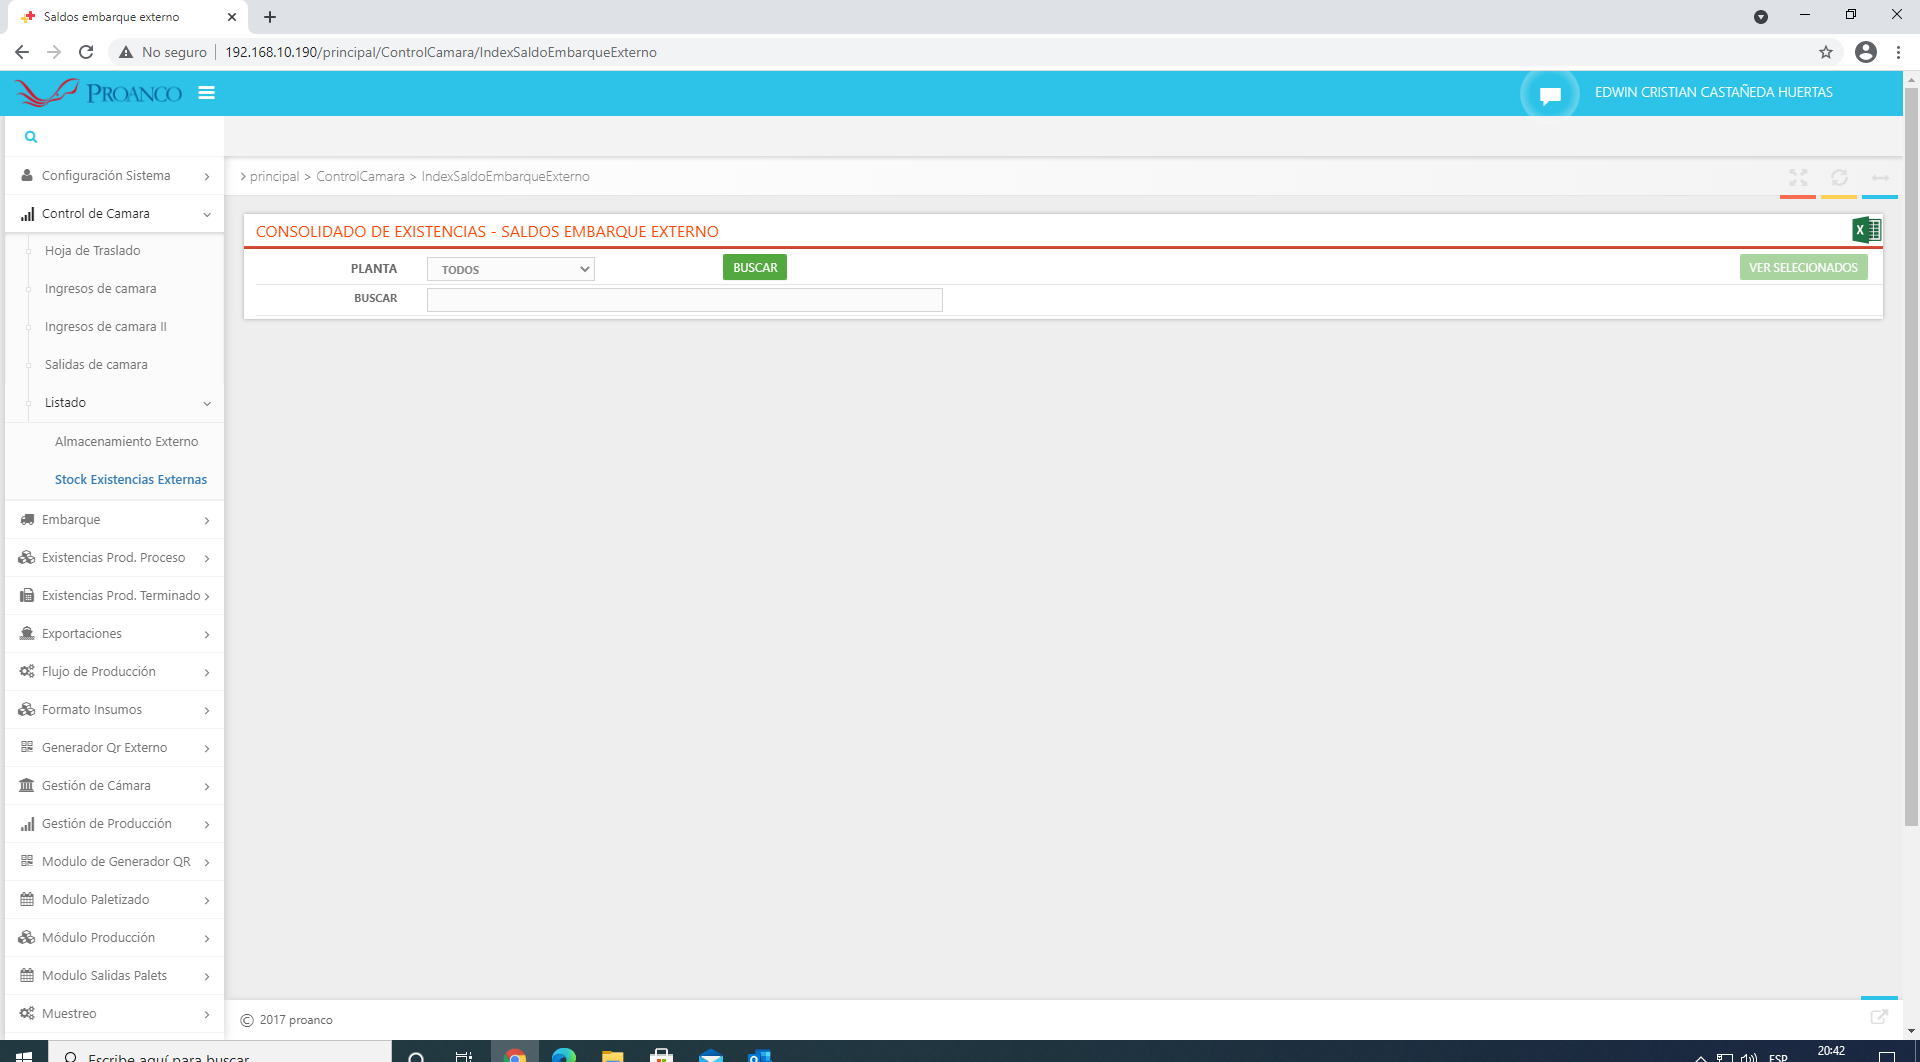 Saldos embarque externo
No seguro
192.168.10.190/principal/ControlCamara/IndexSaldoEmbarqueExterno
PROANCO
EDWIN CRISTIAN CASTAÑEDA HUERTAS
Configuración Sistema
Control de Camara
Hoja de Traslado
Ingresos de camara
Ingresos de camara II
Salidas de camara
Listado
Almacenamiento Externo
Stock Existencias Externas
Embarque
Existencias Prod. Proceso
Existencias Prod. Terminado
Exportaciones
Flujo de Producción
Formato Insumos
Generador Qr Externo
Gestión de Cámara
Gestión de Producción
Modulo de Generador QR
Modulo Paletizado
Módulo Producción
Modulo Salidas Palets
Muestreo
> principal > ControlCamara > IndexSaldoEmbarqueExterno
CONSOLIDADO DE EXISTENCIAS - SALDOS EMBARQUE EXTERNO
PLANTA
TODOS
BUSCAR
VER SELECIONADOS
BUSCAR
© 2017 proanco
Escribe aquí para buscar
ESP
20:42